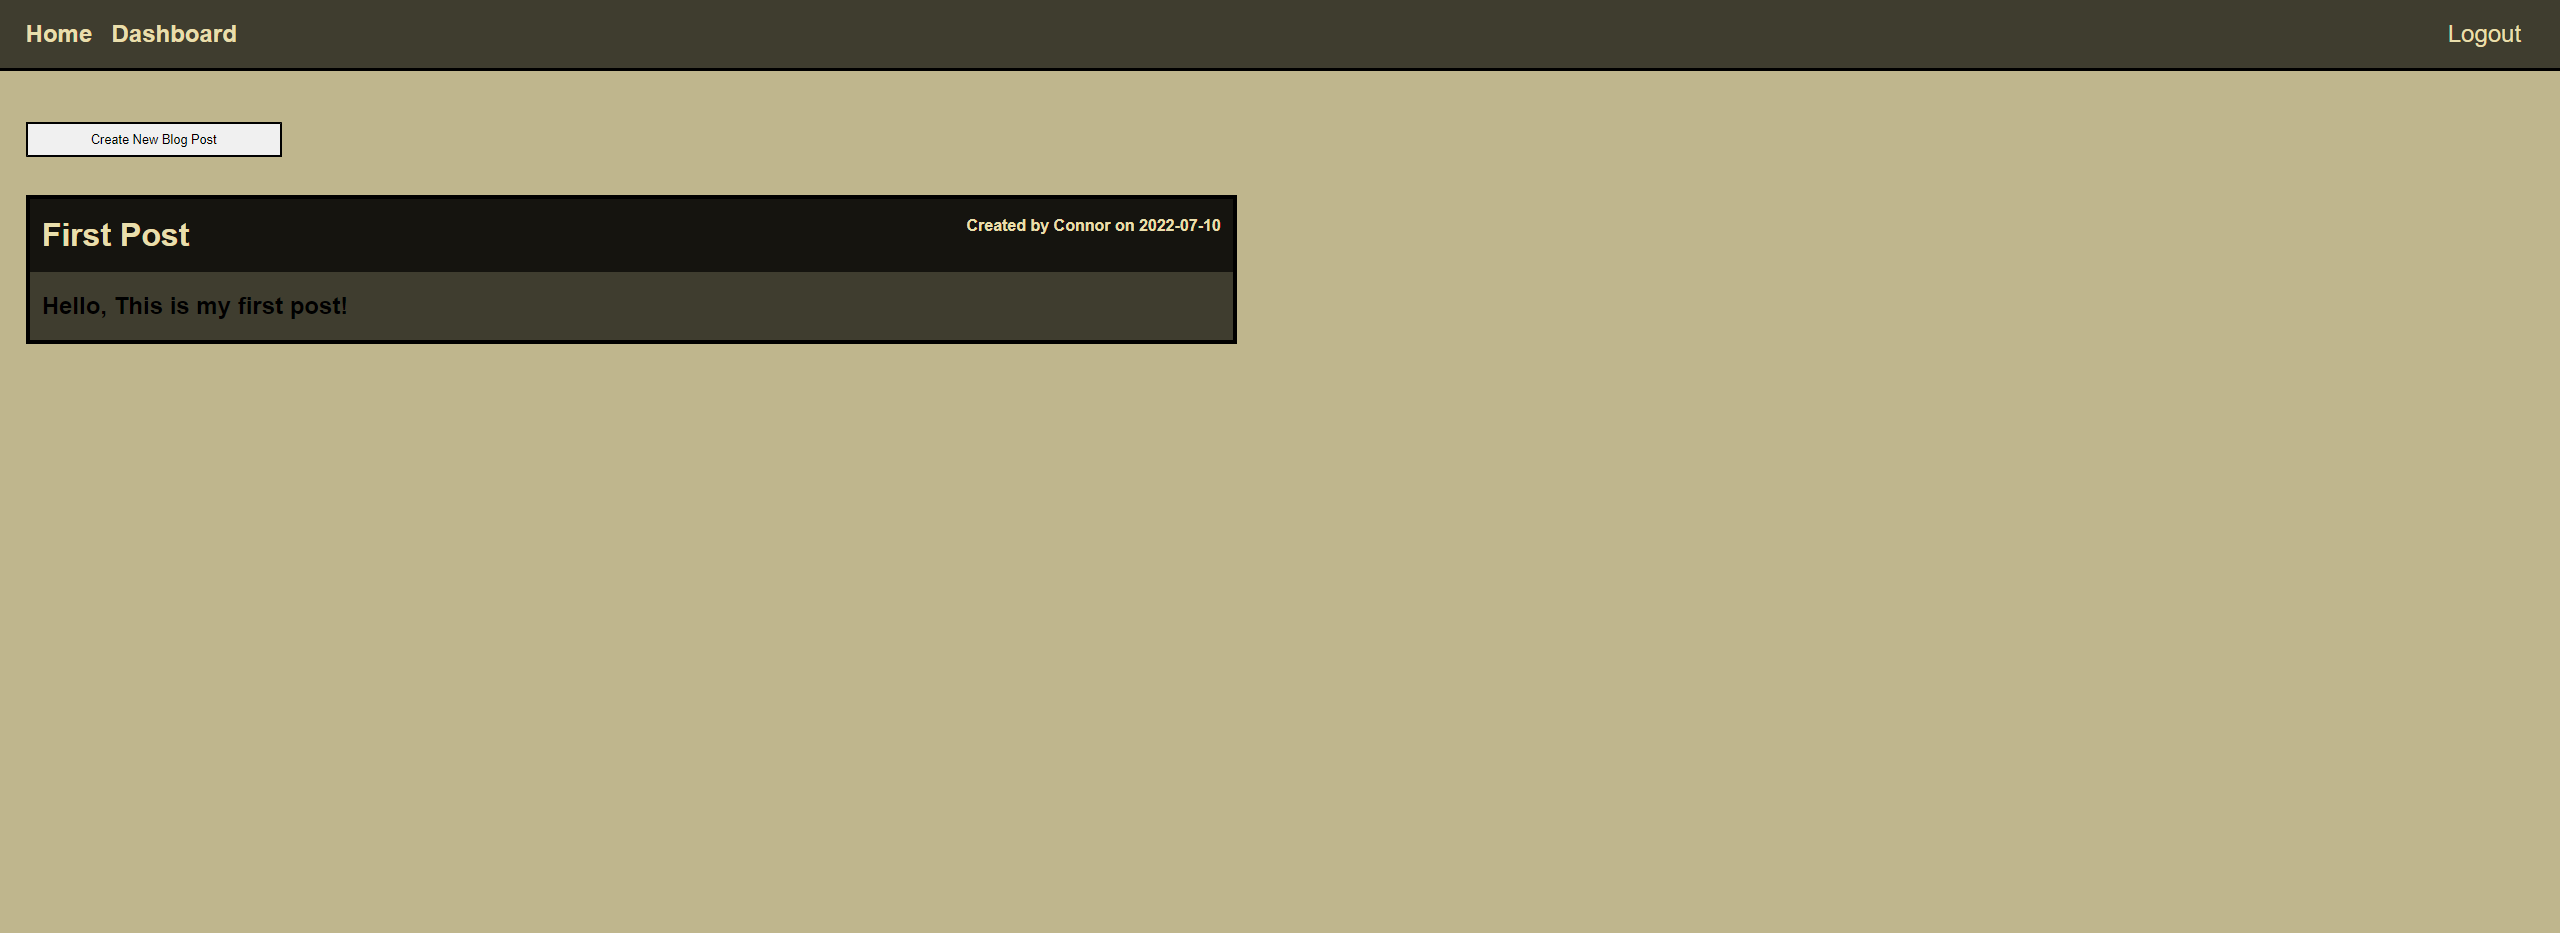 Home Dashboard Logout
Create New Blog Post
First Post Created by Connor on 2022-07-10
Hello, This is my first post!